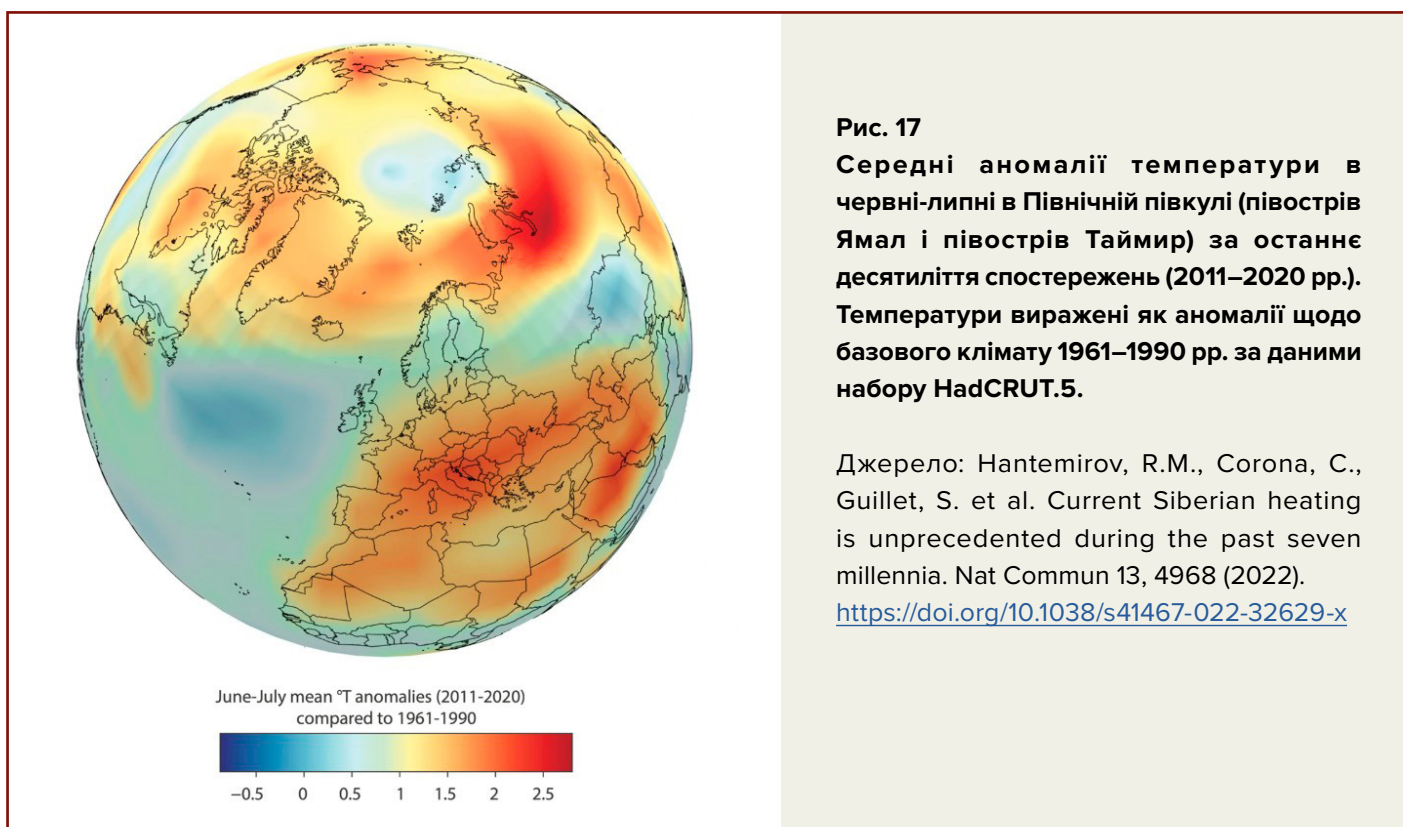 Рис. 17
Середні аномалії температури в
червні-липні в Північній півкулі (півострів
Ямал і півострів Таймир) за останнє
десятиліття спостережень (2011–2020 рр.).
Температури виражені як аномалії щодо
базового клімату 1961–1990 рр. за даними
набору HadCRUT.5.
Джерело: Hantemirov, R.M., Corona, C.,
Guillet, S. et al. Current Siberian heating
is unprecedented during the past seven
millennia. Nat Commun 13, 4968 (2022).
https://doi.org/10.1038/s41467-022-32629-x
June-July mean °T anomalies (2011-2020)
compared to 1961-1990
−0.5 0 0.5 1 1.5 2 2.5